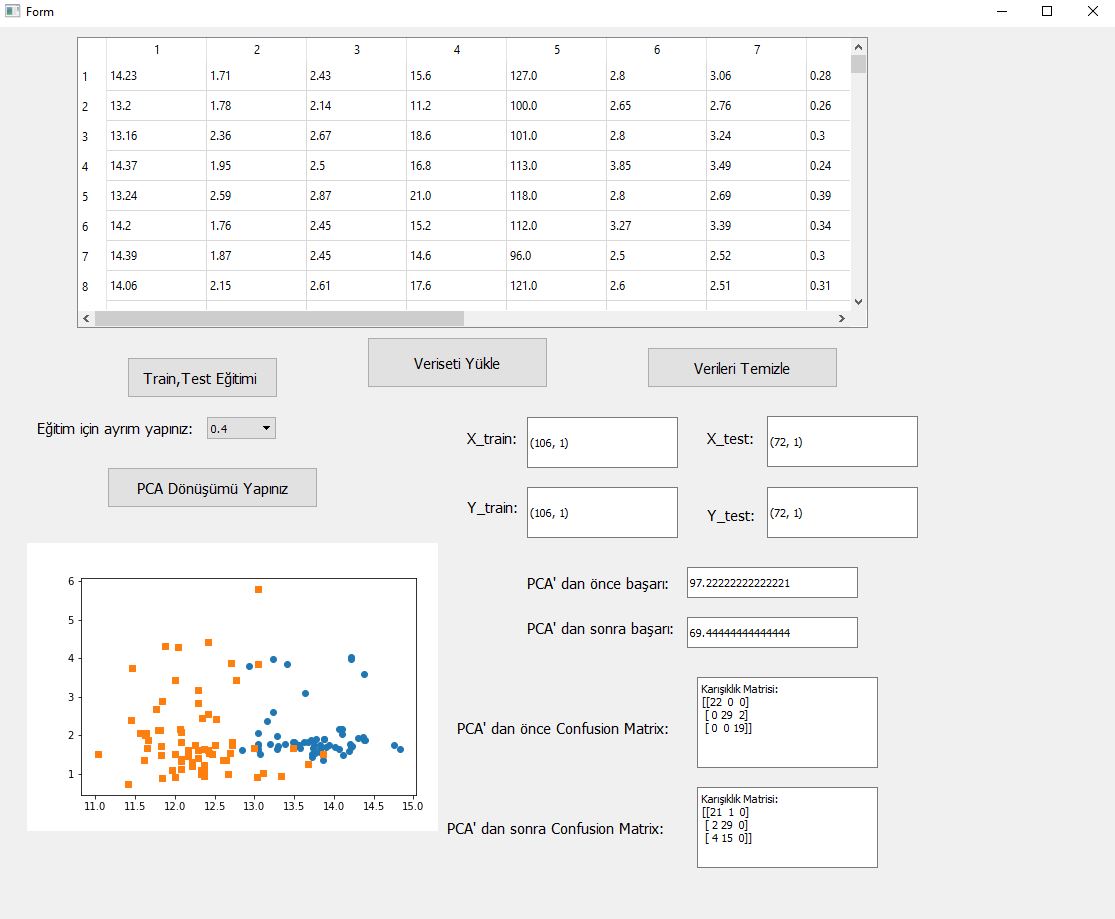 Form
1 2 3 4 5 6 7
1 14.23 1.71 2.43 15.6 127.0 2.8 3.06 0.28
2 13.2 1.78 2.14 11.2 100.0 2.65 2.76 0.26
3 13.16 2.36 2.67 18.6 101.0 2.8 3.24 0.3
4 14.37 1.95 2.5 16.8 113.0 3.85 3.49 0.24
5 13.24 2.59 2.87 21.0 118.0 2.8 2.69 0.39
6 14.2 1.76 2.45 15.2 112.0 3.27 3.39 0.34
7 14.39 1.87 2.45 14.6 96.0 2.5 2.52 0.3
8 14.06 2.15 2.61 17.6 121.0 2.6 2.51 0.31
Train,Test Eğitimi
Veriseti Yükle
Verileri Temizle
Eğitim için ayrım yapınız: 0.4
X_train: (106, 1)
X_test: (72, 1)
PCA Dönüşümü Yapınız
Y_train: (106, 1)
Y_test: (72, 1)
6
5
4
3
2
1
11.0 11.5 12.0 12.5 13.0 13.5 14.0 14.5 15.0
PCA' dan önce başarı: 97.22222222222221
PCA' dan sonra başarı: 69.44444444444444
PCA' dan önce Confusion Matrix:
Karışıklık Matrisi:
[[22 0 0]
[ 0 29 2]
[ 0 0 19]]
PCA' dan sonra Confusion Matrix:
Karışıklık Matrisi:
[[21 1 0]
[ 2 29 0]
[ 4 15 0]]